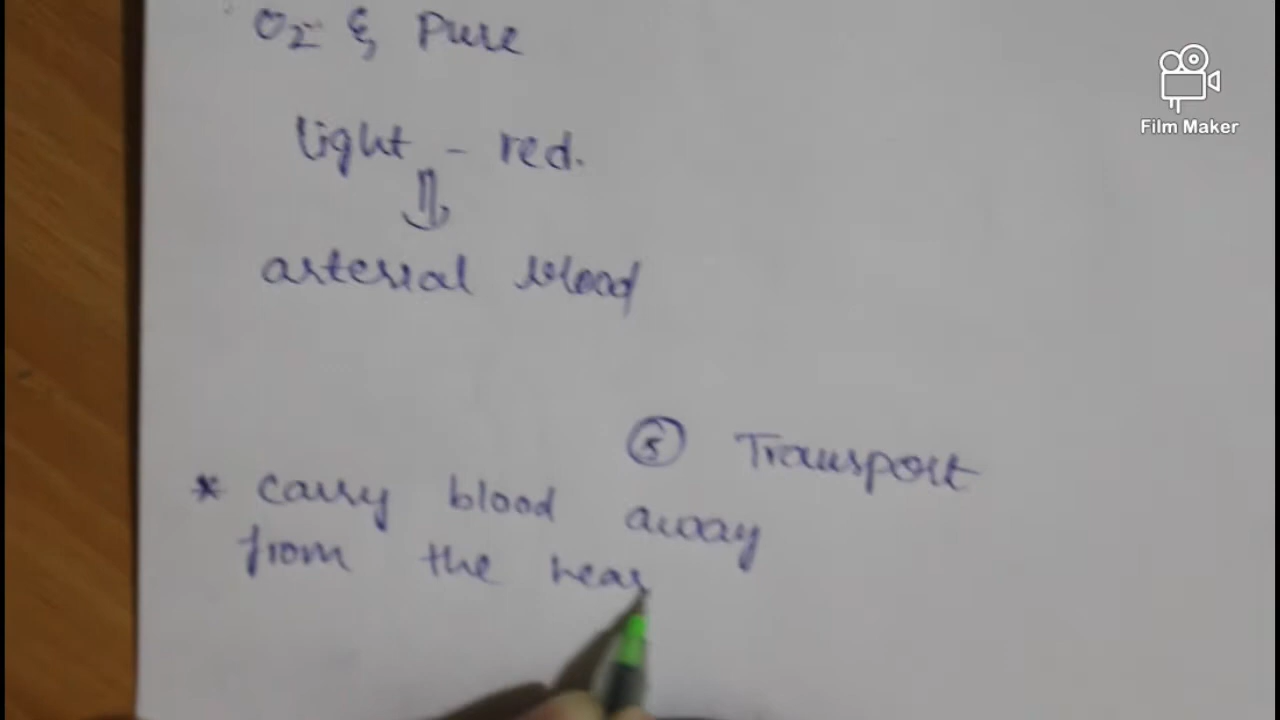 O2 & Pure
light - red.
⇓
arterial blood
⑤ Transport
* carry blood away
from the hear
Film Maker